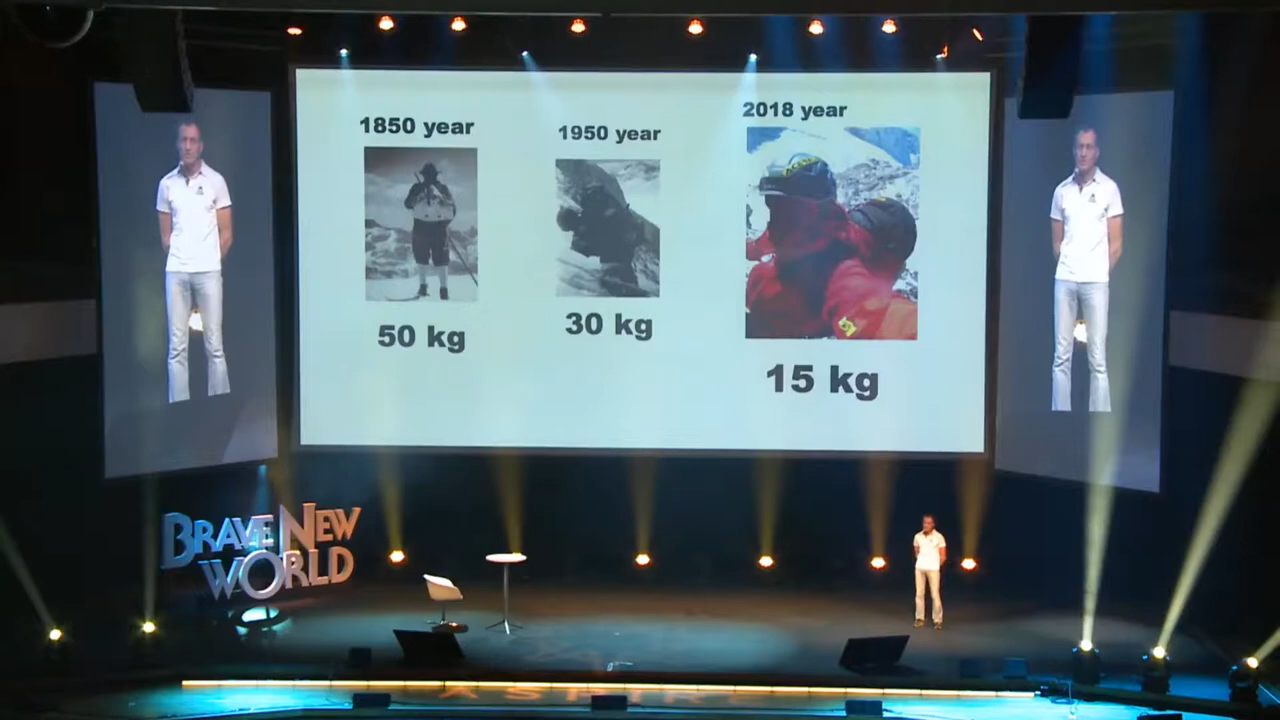 1850 year
1950 year
2018 year
50 kg
30 kg
15 kg
BRAVE NEW
WORLD